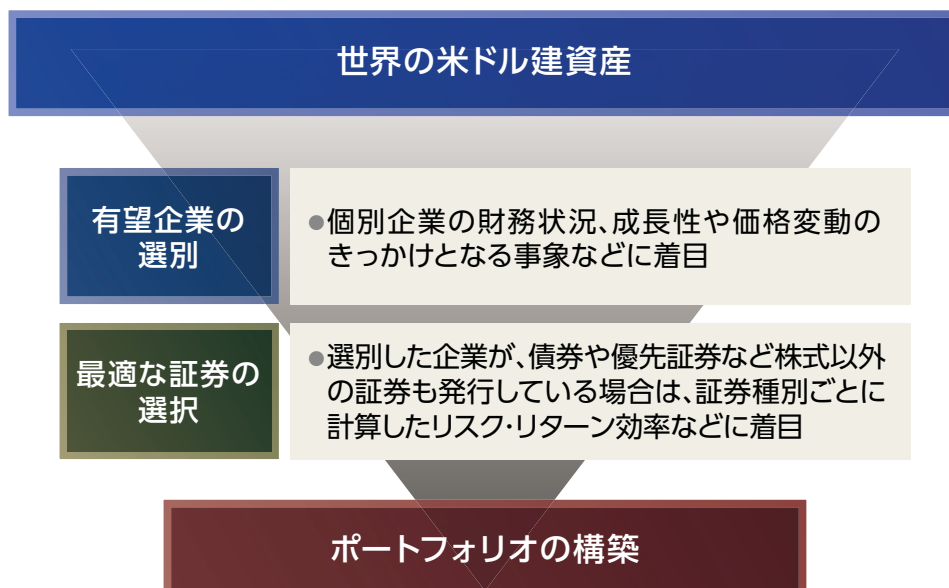 世界の米ドル建資産
有望企業の
選別
●個別企業の財務状況、成長性や価格変動の
きっかけとなる事象などに着目
最適な証券の
選択
●選別した企業が、債券や優先証券など株式以外
の証券も発行している場合は、証券種別ごとに
計算したリスク・リターン効率などに着目
ポートフォリオの構築